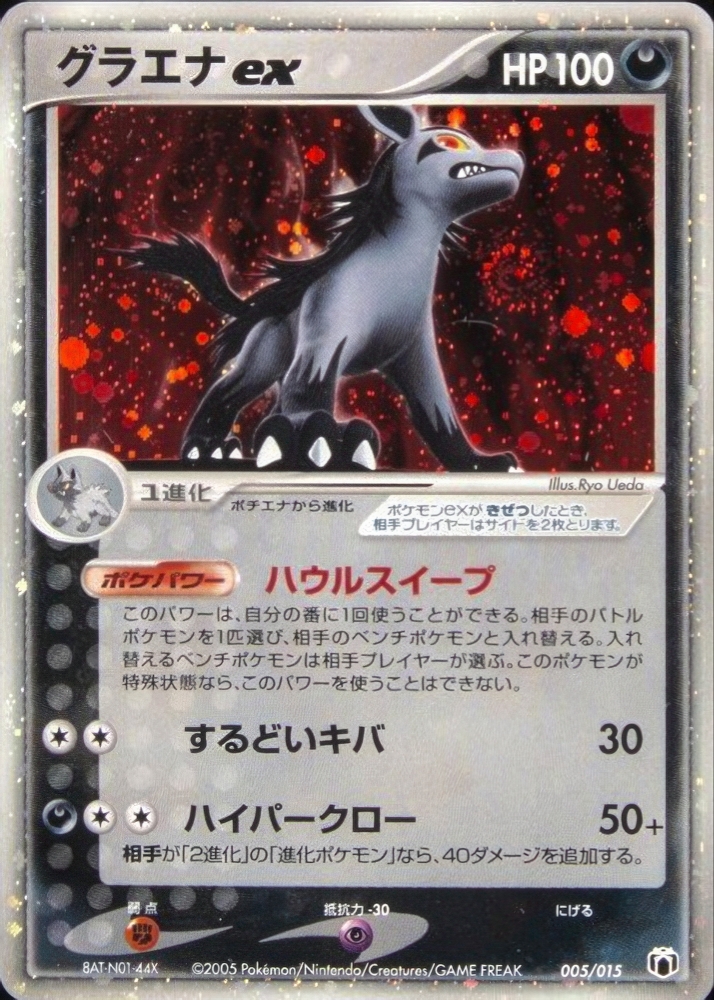 グラエナex HP100
Illus.Ryo Ueda
1進化 ポチエナから進化
ポケモンexがきぜつしたとき、
相手プレイヤーはサイドを2枚とります。
ポケパワー ハウルスイープ
このパワーは、自分の番に1回使うことができる。相手のバトル
ポケモンを1匹選び、相手のベンチポケモンと入れ替える。入れ
替えるベンチポケモンは相手プレイヤーが選ぶ。このポケモンが
特殊状態なら、このパワーを使うことはできない。
するどいキバ 30
ハイパークロー 50+
相手が「2進化」の「進化ポケモン」なら、40ダメージを追加する。
弱点 抵抗力 -30 にげる
8AT-N01-44X ©2005 Pokémon/Nintendo/Creatures/GAME FREAK 005/015